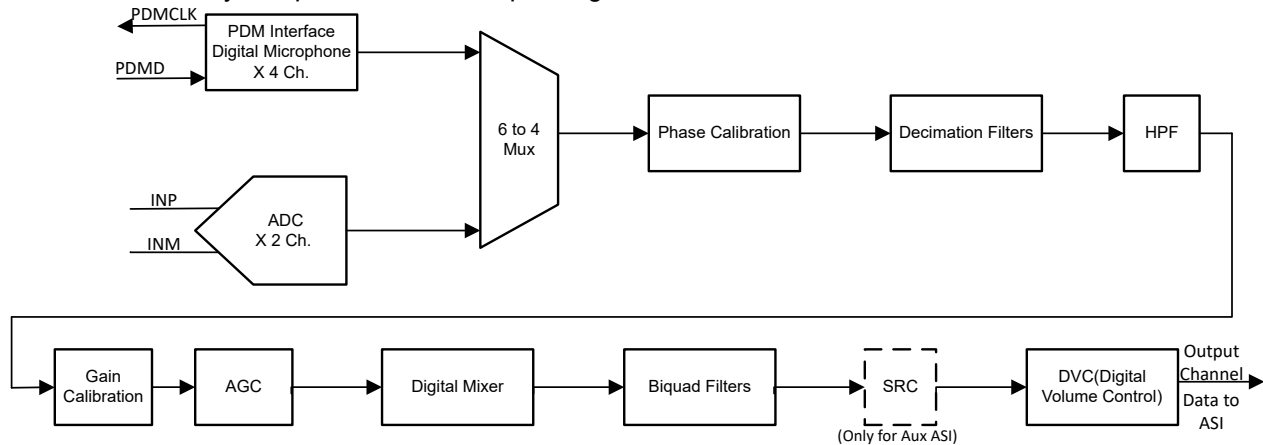 PDMCLK
PDM Interface
Digital Microphone
X 4 Ch.
PDMD
6 to 4
Mux
Phase Calibration
Decimation Filters
HPF
INP
ADC
X 2 Ch.
INM
Gain
Calibration
AGC
Digital Mixer
Biquad Filters
SRC
(Only for Aux ASI)
DVC(Digital
Volume Control)
Output
Channel
Data to
ASI